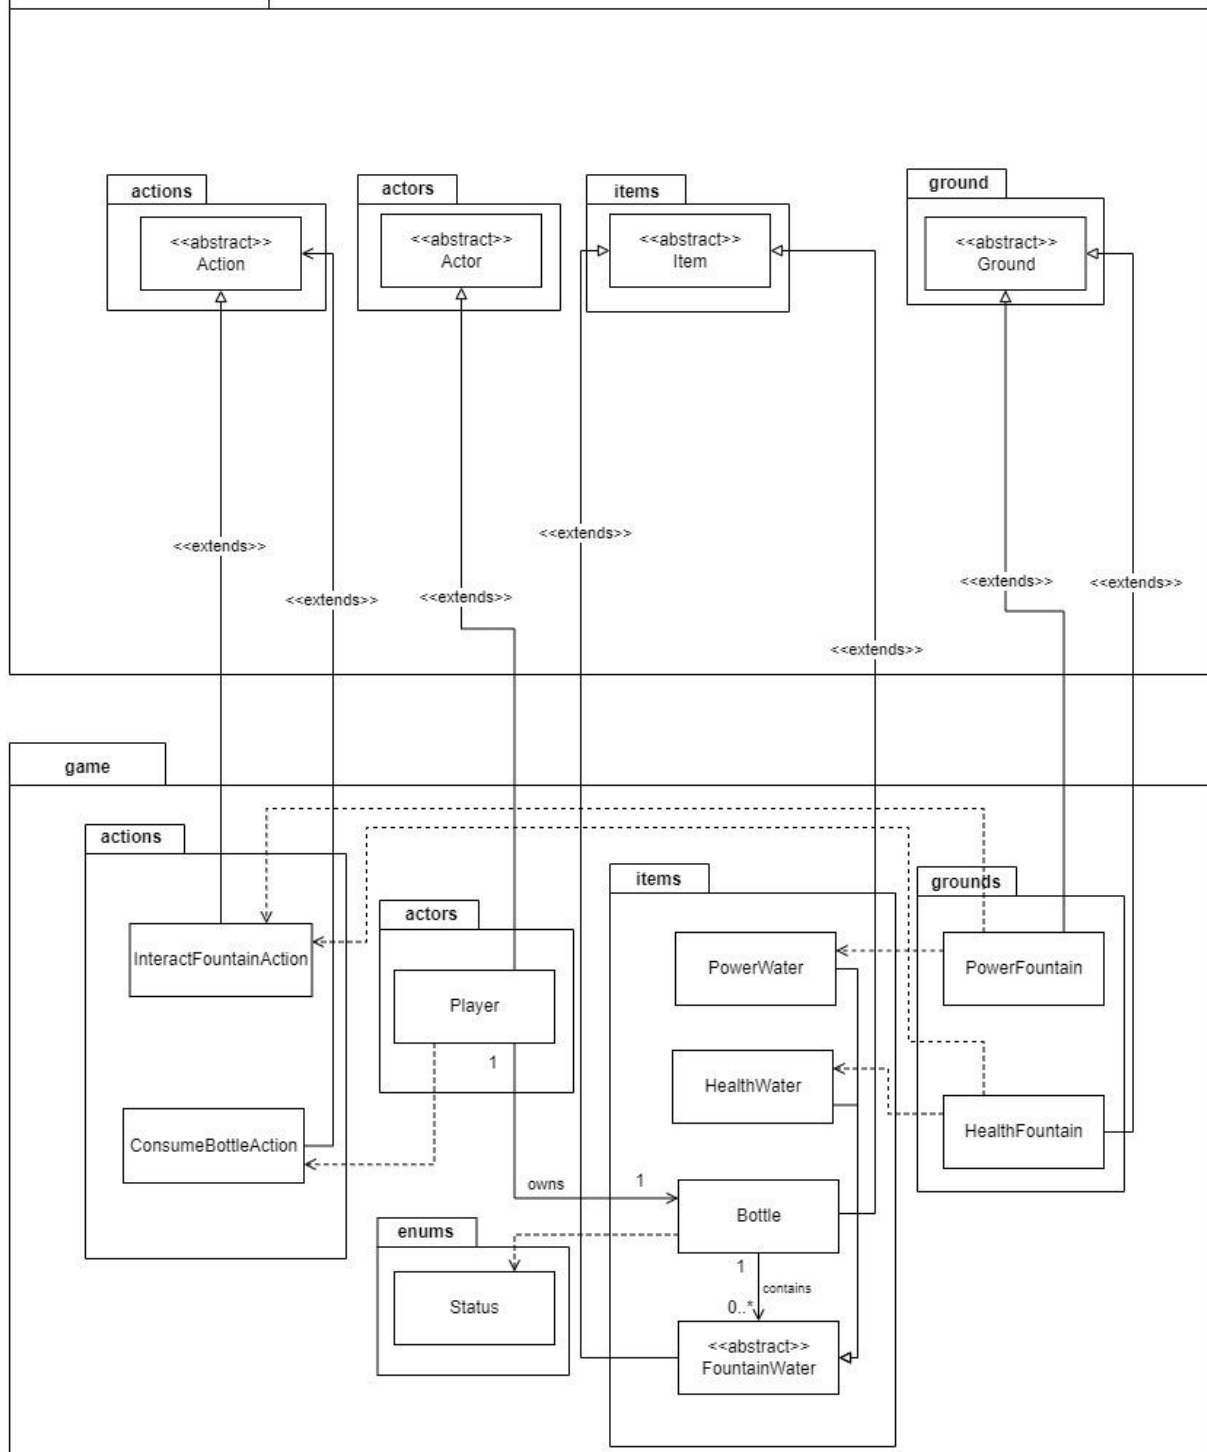 actions
actors
items
ground
<<abstract>>
Action
<<abstract>>
Actor
<<abstract>>
Item
<<abstract>>
Ground
<<extends>>
<<extends>>
<<extends>>
<<extends>>
<<extends>>
<<extends>>
<<extends>>
game
actions
items
grounds
actors
InteractFountainAction
PowerWater
PowerFountain
Player
1
HealthWater
HealthFountain
ConsumeBottleAction
owns
1
Bottle
enums
1
contains
0..*
Status
<<abstract>>
FountainWater